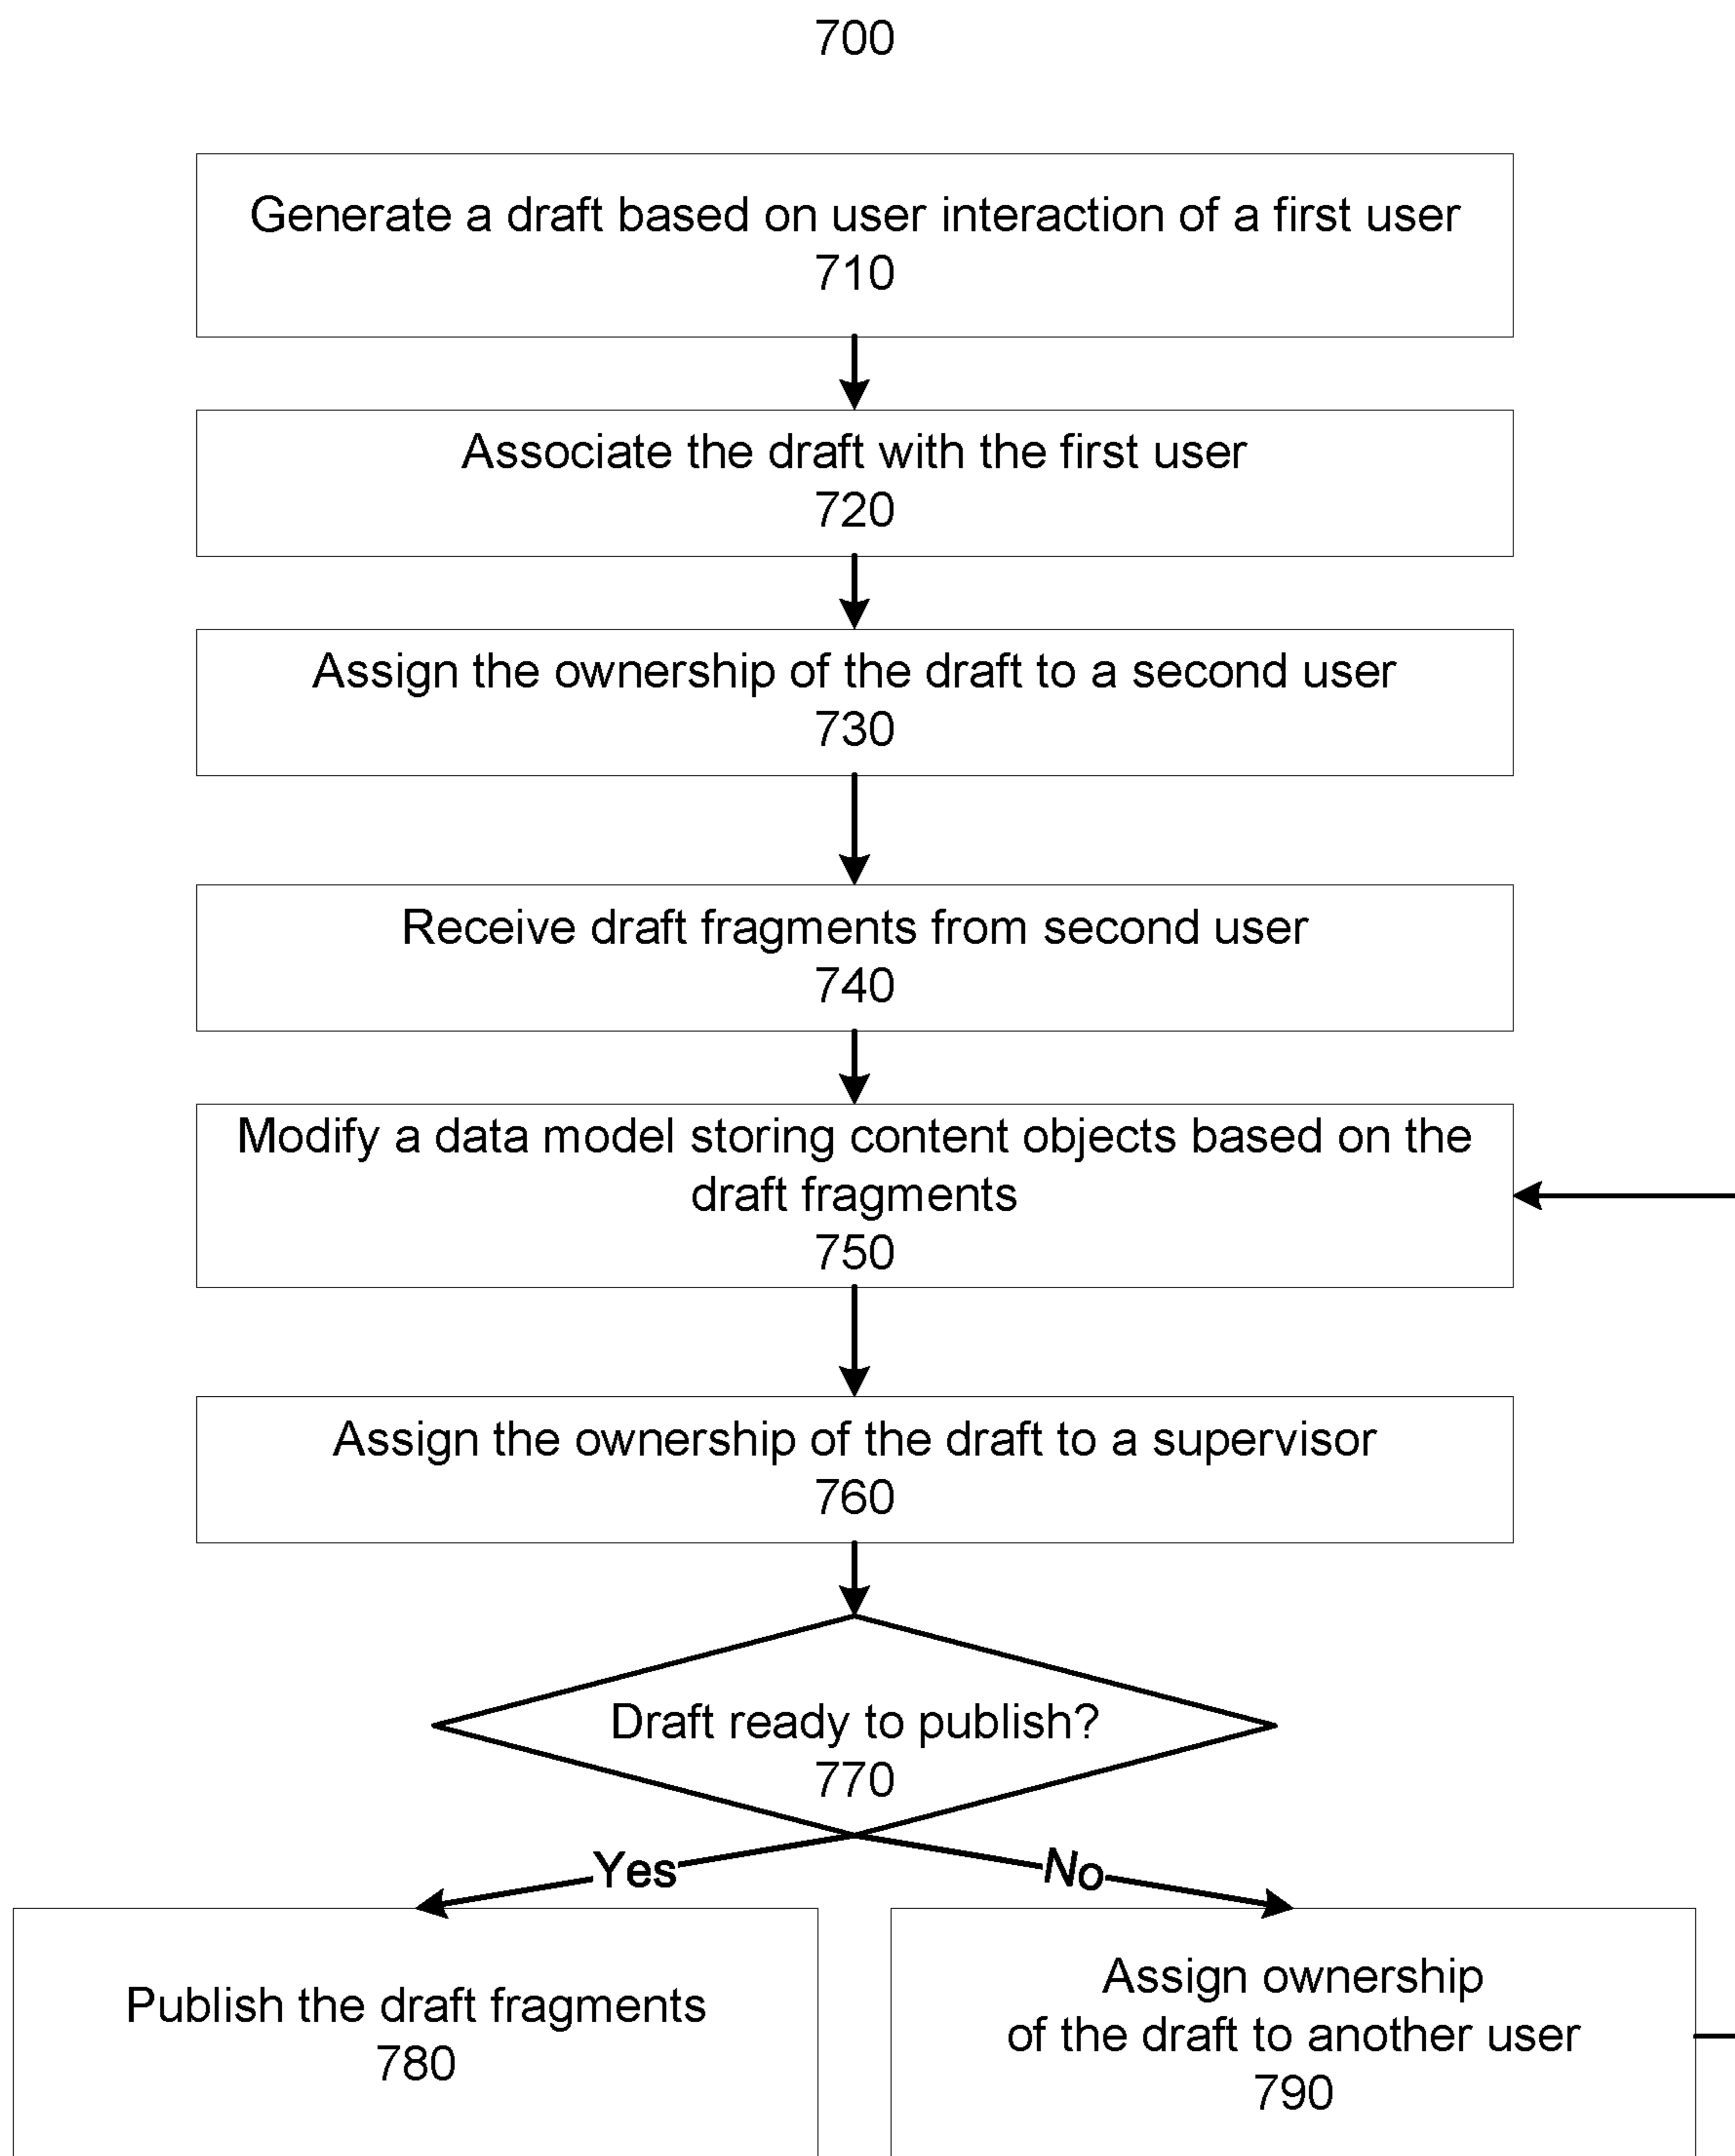 700
Generate a draft based on user interaction of a first user
710
Associate the draft with the first user
720
Assign the ownership of the draft to a second user
730
Receive draft fragments from second user
740
Modify a data model storing content objects based on the
draft fragments
750
Assign the ownership of the draft to a supervisor
760
Draft ready to publish?
770
Yes
No
Publish the draft fragments
780
Assign ownership
of the draft to another user
790